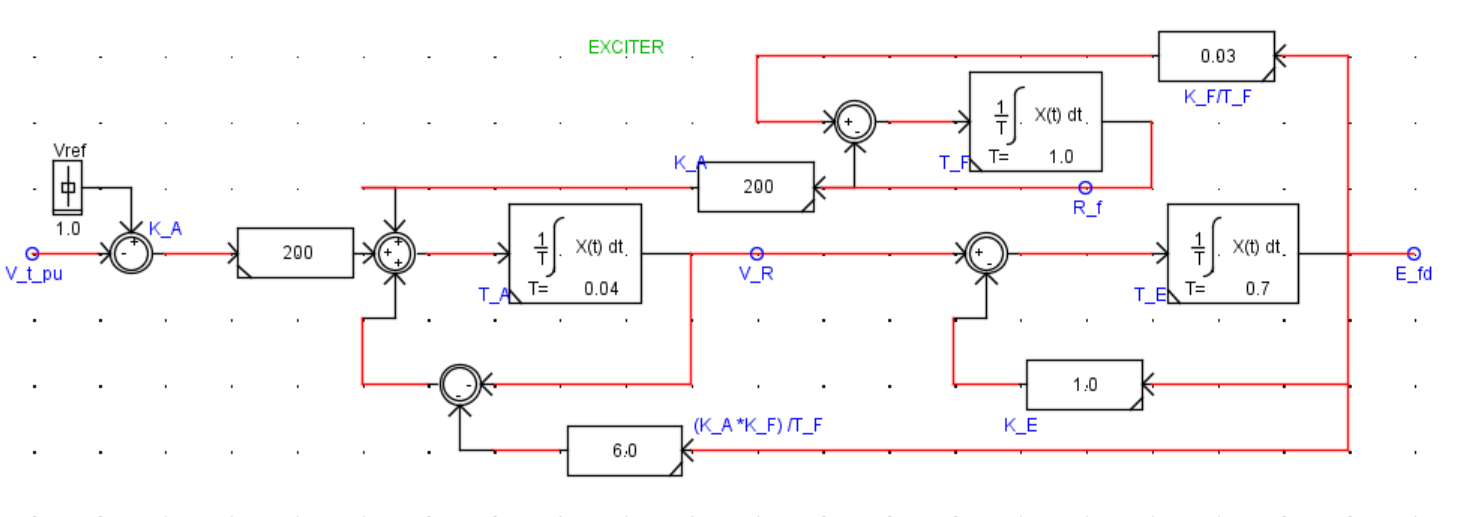 EXCITER
0.03
K_F/T_F
+
-
1
T
X(t) dt
T= 1.0
T_F
K_A
200
R_f
Vref
1.0
K_A
+
-
V_t_pu
200
+
+
+
1
T
X(t) dt
T= 0.04
T_A
V_R
+
-
1
T
X(t) dt
T= 0.7
T_E
E_fd
-
-
1.0
K_E
(K_A*K_F) /T_F
6.0